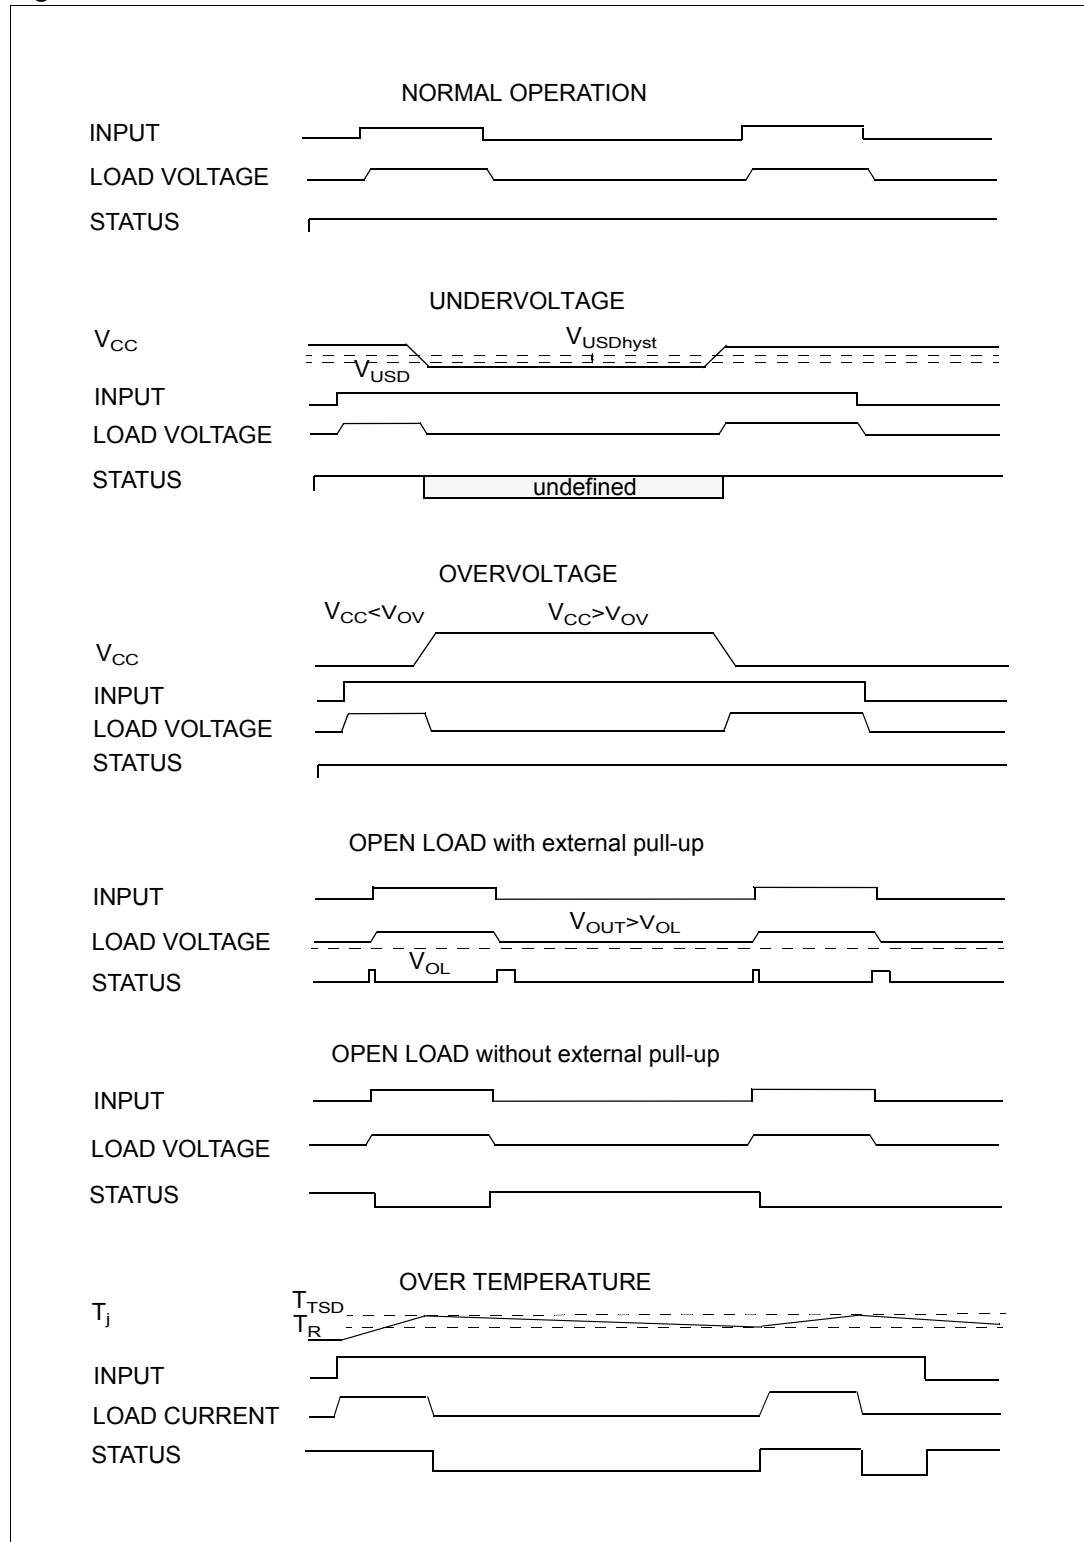 NORMAL OPERATION
INPUT
LOAD VOLTAGE
STATUS
UNDERVOLTAGE
VCC
VUSDhyst
VUSD
INPUT
LOAD VOLTAGE
STATUS
undefined
OVERVOLTAGE
VCC<VOV
VCC>VOV
VCC
INPUT
LOAD VOLTAGE
STATUS
OPEN LOAD with external pull-up
INPUT
VOUT>VOL
LOAD VOLTAGE
VOL
STATUS
OPEN LOAD without external pull-up
INPUT
LOAD VOLTAGE
STATUS
OVER TEMPERATURE
Tj
TTSD
TR
INPUT
LOAD CURRENT
STATUS